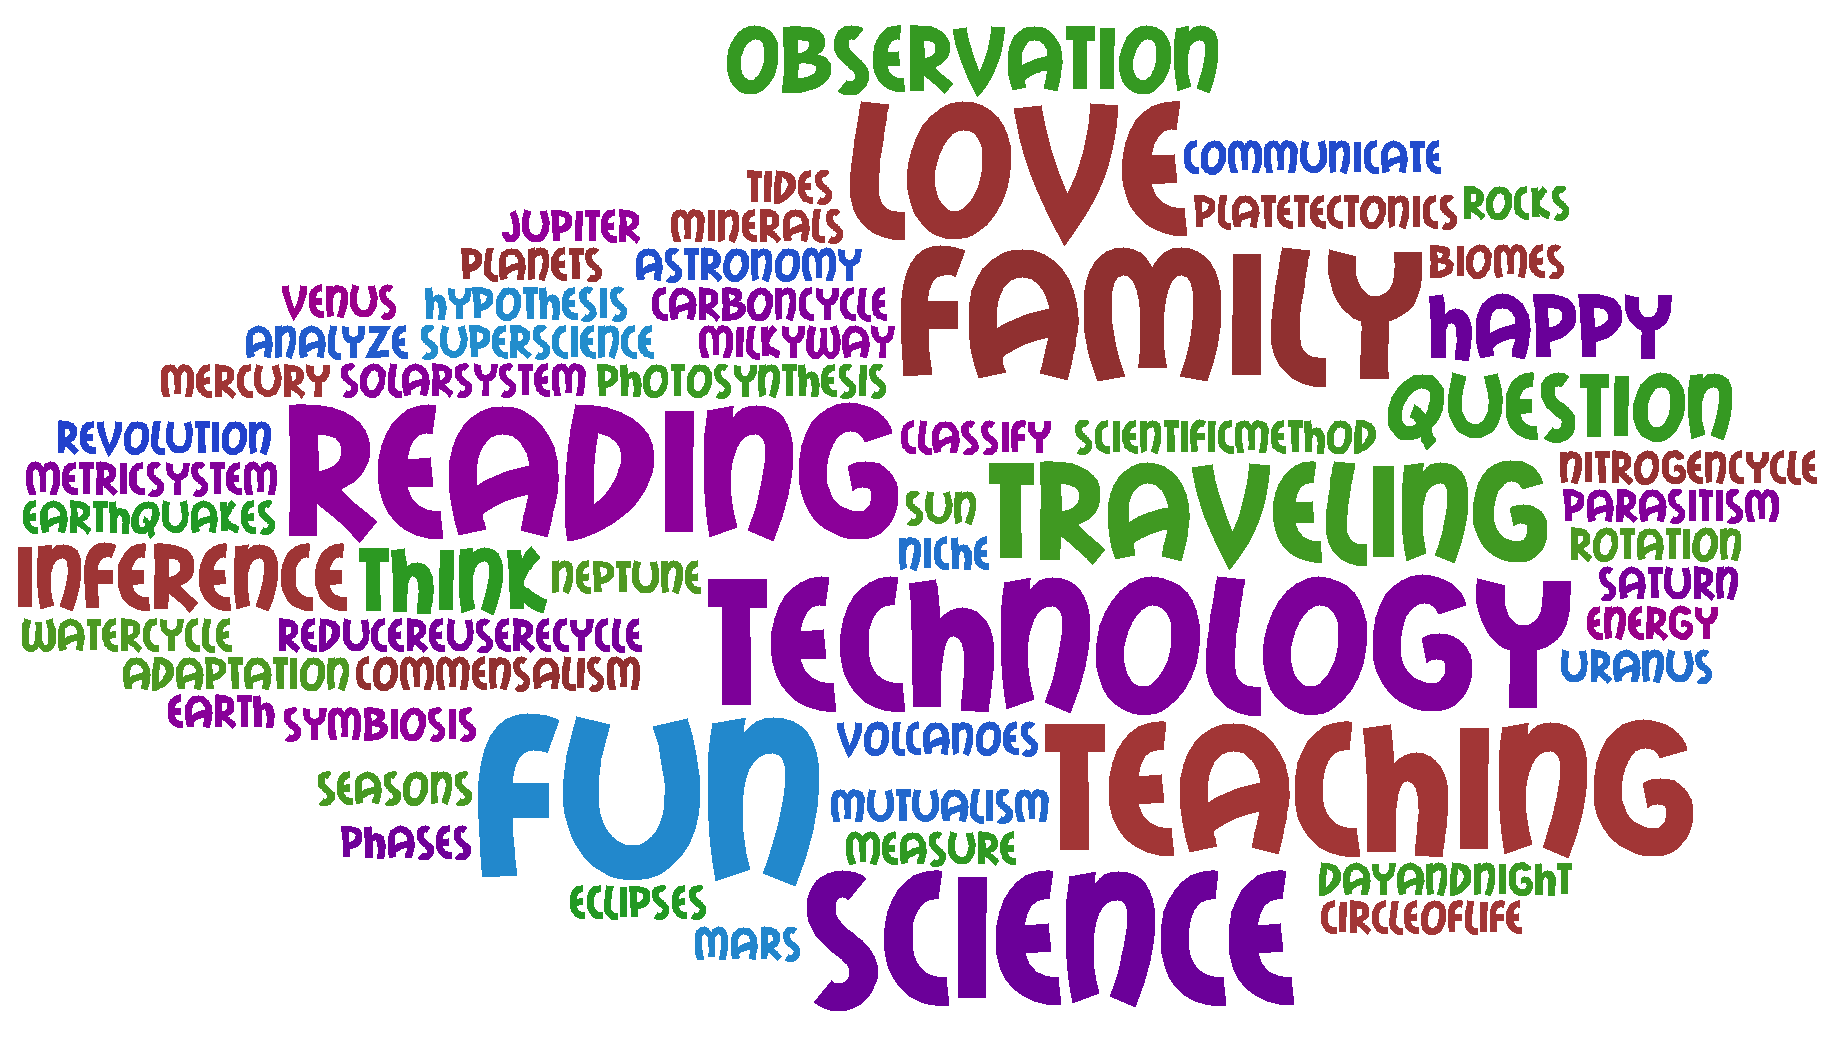 OBSERVATION
LOVE
COMMUNICATE
TIDES
PLATETECTONICS
ROCKS
JUPITER
MINERALS
PLANETS
ASTRONOMY
FAMILY
BIOMES
VENUS
hYPOThESIS
CARBONCYCLE
hAPPY
ANALYZE
SUPERSCIENCE
MILKYWAY
MERCURY
SOLARSYSTEM
PhOTOSYNThESIS
QUESTION
REVOLUTION
READING
CLASSIFY
SCIENTIFICMEThOD
METRICSYSTEM
NITROGENCYCLE
EARThQUAKES
SUN
TRAVELING
PARASITISM
NIChE
ROTATION
INFERENCE
ThINK
NEPTUNE
TEChNOLOGY
SATURN
ENERGY
WATERCYCLE
REDUCEREUSERECYCLE
URANUS
ADAPTATION
COMMENSALISM
EARTh
SYMBIOSIS
FUN
VOLCANOES
TEAChING
SEASONS
MUTUALISM
PhASES
MEASURE
ECLIPSES
SCIENCE
DAYANDNIGhT
CIRCLEOFLIFE
MARS